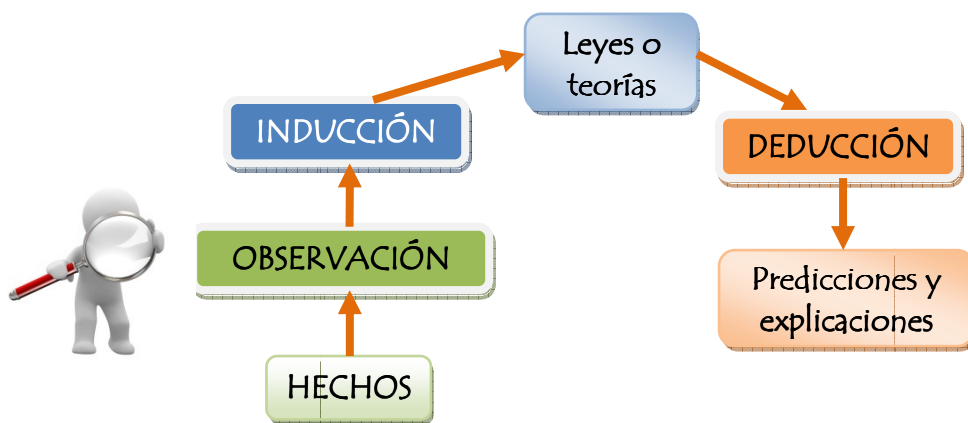 Leyes o
teorías
INDUCCIÓN
DEDUCCIÓN
OBSERVACIÓN
Predicciones y
explicaciones
HECHOS